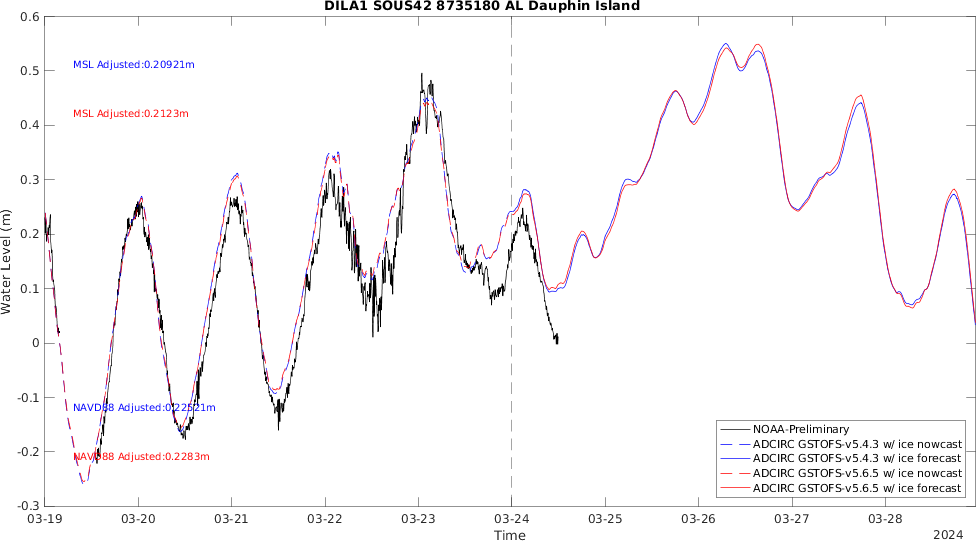 DILA1 SOUS42 8735180 AL Dauphin Island
0.6
0.5
0.4
0.3
0.2
0.1
0
-0.1
-0.2
-0.3
Water Level (m)
MSL Adjusted:0.20921m
MSL Adjusted:0.2123m
NAVD88 Adjusted:0.22521m
NAVD88 Adjusted:0.2283m
NOAA-Preliminary
ADCIRC GSTOFS-v5.4.3 w/ ice nowcast
ADCIRC GSTOFS-v5.4.3 w/ ice forecast
ADCIRC GSTOFS-v5.6.5 w/ ice nowcast
ADCIRC GSTOFS-v5.6.5 w/ ice forecast
03-19 03-20 03-21 03-22 03-23 03-24 03-25 03-26 03-27 03-28
Time
2024